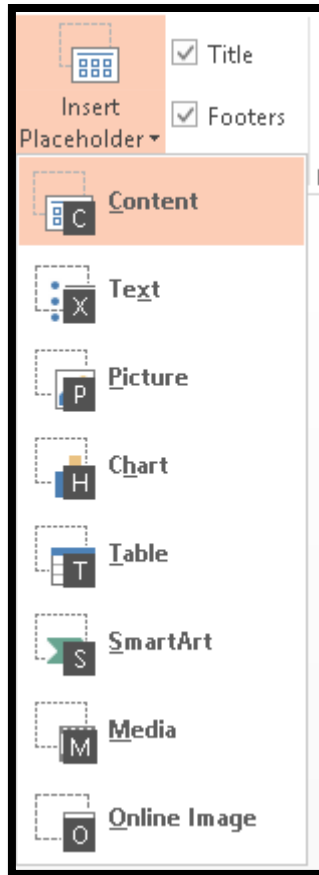 Insert
Placeholder
Title
Footers
C Content
X Text
P Picture
H Chart
T Table
S SmartArt
M Media
O Online Image